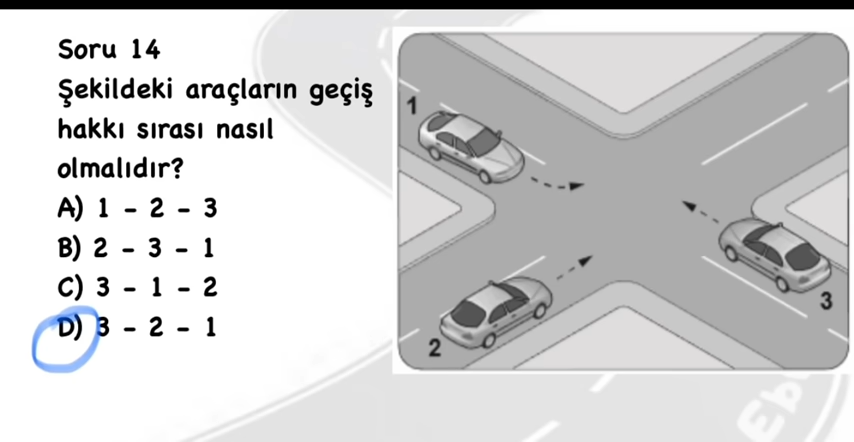 Soru 14
Şekildeki araçların geçiş
hakkı sırası nasıl
olmalıdır?
A) 1 - 2 - 3
B) 2 - 3 - 1
C) 3 - 1 - 2
D) 3 - 2 - 1
1
2
3